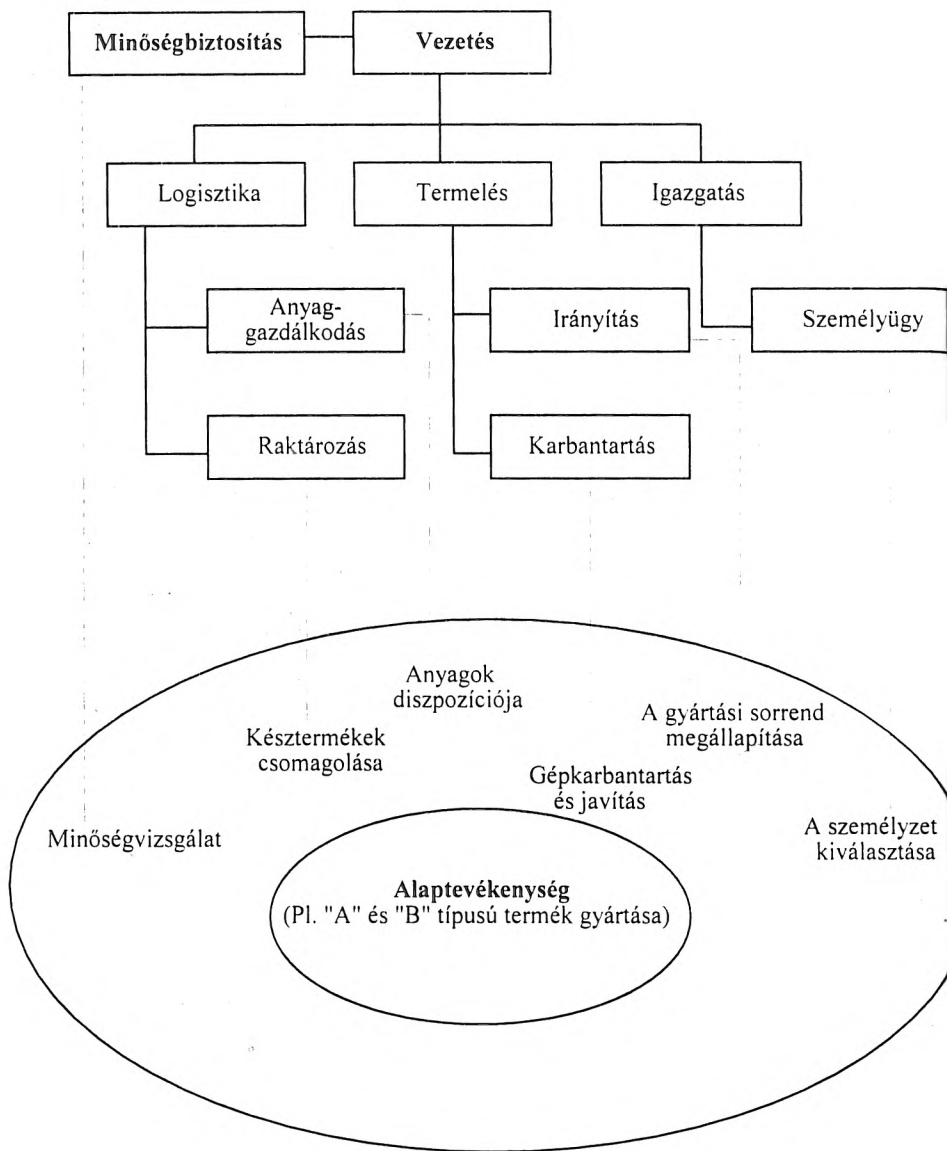 Minőségbiztosítás
Vezetés
Logisztika
Termelés
Igazgatás
Anyag-
gazdálkodás
Irányítás
Személyügy
Raktározás
Karbantartás
Anyagok
diszpozíciója
A gyártási sorrend
megállapítása
Késztermékek
csomagolása
Gépkarbantartás
és javítás
Minőségvizsgálat
A személyzet
kiválasztása
Alaptevékenység
(Pl. "A" és "B" típusú termék gyártása)